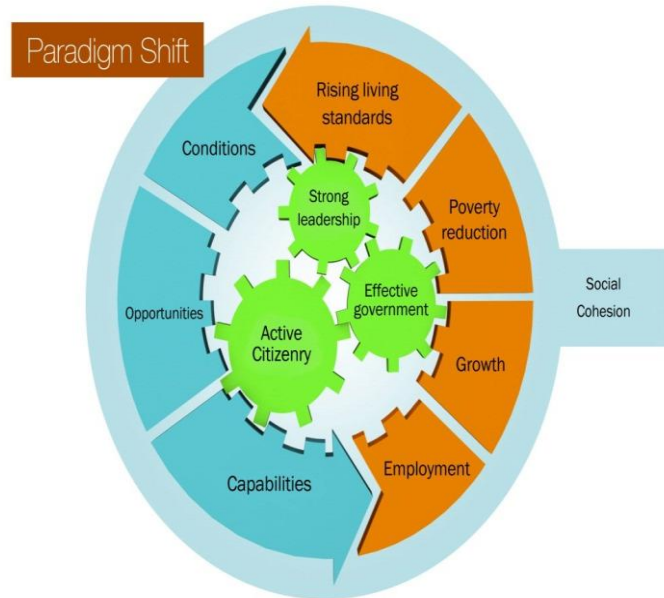 Paradigm Shift
Rising living
standards
Conditions
Strong
leadership
Poverty
reduction
Opportunities
Effective
government
Social
Cohesion
Active
Citizenry
Growth
Employment
Capabilities